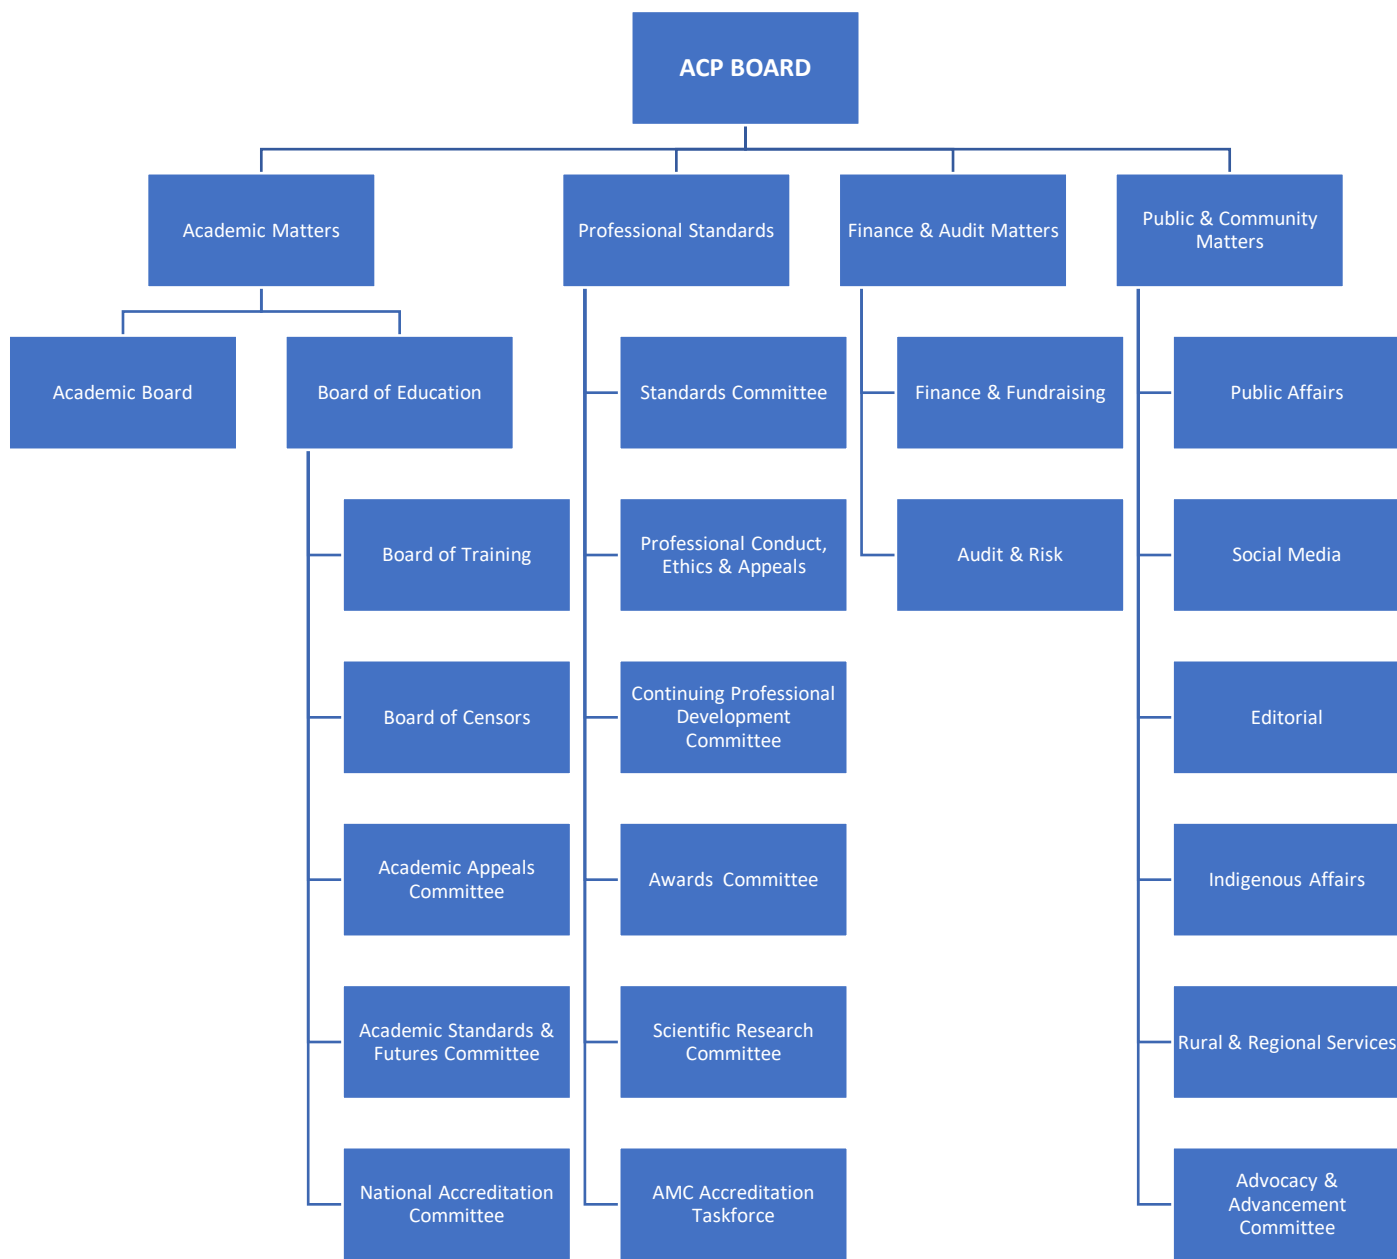 ACP BOARD
Academic Matters
Professional Standards
Finance & Audit Matters
Public & Community
Matters
Academic Board
Board of Education
Standards Committee
Finance & Fundraising
Public Affairs
Board of Training
Professional Conduct,
Ethics & Appeals
Audit & Risk
Social Media
Board of Censors
Continuing Professional
Development
Committee
Editorial
Academic Appeals
Committee
Awards Committee
Indigenous Affairs
Academic Standards &
Futures Committee
Scientific Research
Committee
Rural & Regional Services
National Accreditation
Committee
AMC Accreditation
Taskforce
Advocacy &
Advancement
Committee